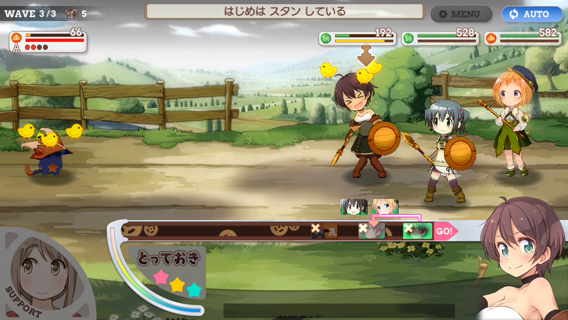 WAVE 3/3
5
はじめは スタン している
MENU
AUTO
66
A
192
528
582
GO!
とっておき
SUPPORT